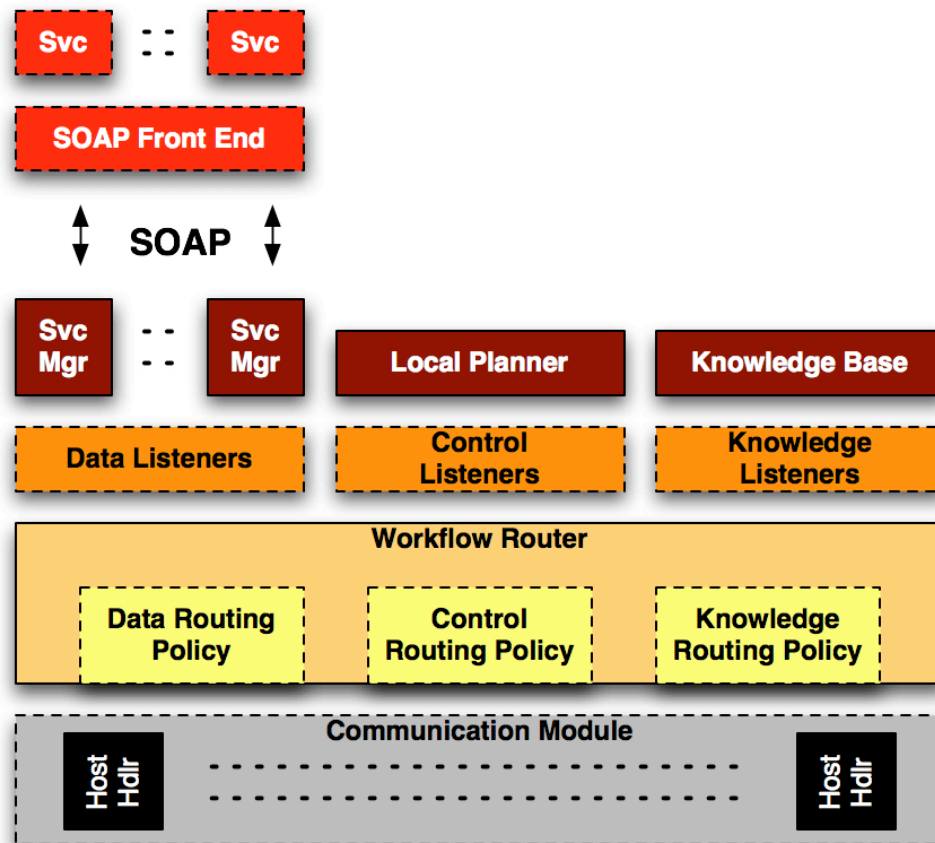 Svc
Svc
SOAP Front End
SOAP
Svc
Mgr
Svc
Mgr
Local Planner
Knowledge Base
Data Listeners
Control
Listeners
Knowledge
Listeners
Workflow Router
Data Routing
Policy
Control
Routing Policy
Knowledge
Routing Policy
Communication Module
Host
Hdlr
Host
Hdlr